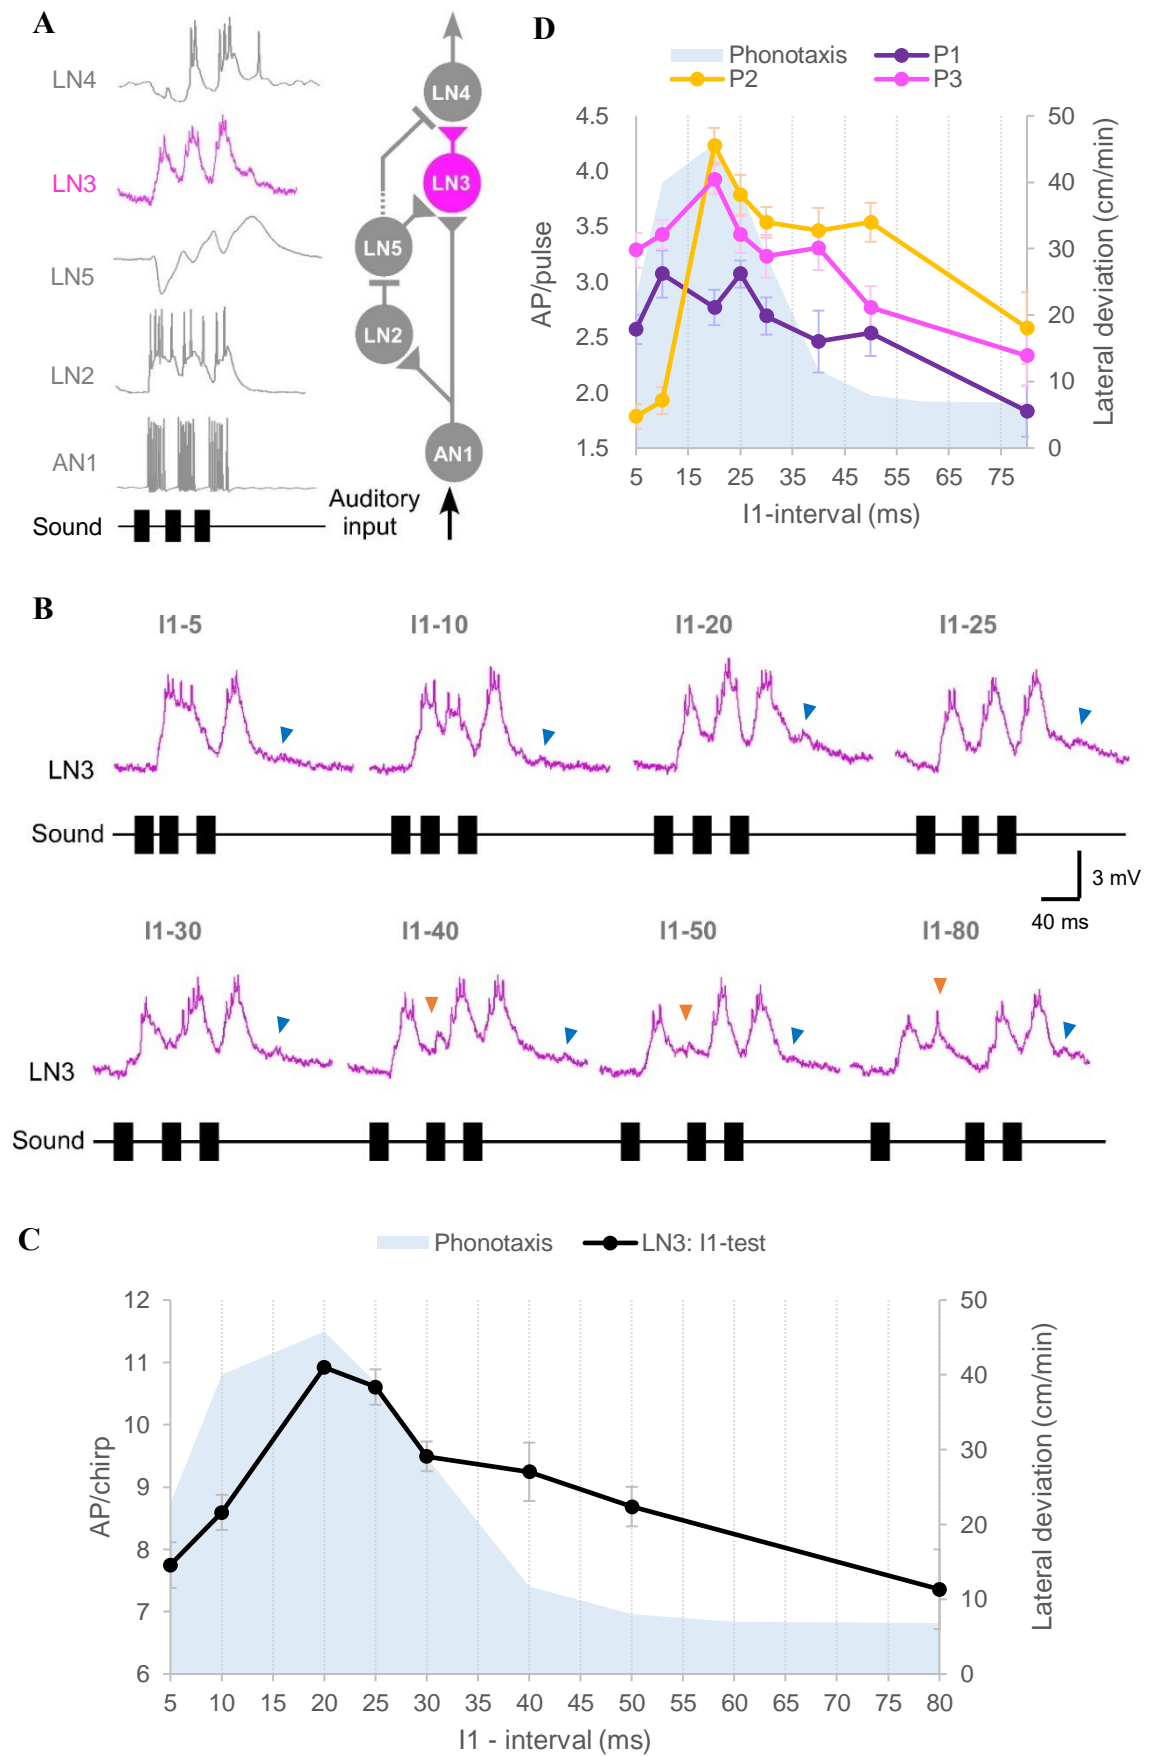 A
LN4
LN3
LN5
LN2
AN1
Sound
LN4
LN3
LN5
LN2
AN1
Auditory
input
D
Phonotaxis
P1
P2
P3
4.5
4.0
3.5
3.0
2.5
2.0
1.5
AP/pulse
50
40
30
20
10
0
Lateral deviation (cm/min)
5 15 25 35 45 55 65 75
I1-interval (ms)
B
I1-5 I1-10 I1-20 I1-25
LN3
Sound
3 mV
40 ms
I1-30 I1-40 I1-50 I1-80
LN3
Sound
C
Phonotaxis
LN3: I1-test
12
11
10
9
8
7
6
AP/chirp
50
40
30
20
10
0
Lateral deviation (cm/min)
5 10 15 20 25 30 35 40 45 50 55 60 65 70 75 80
I1 - interval (ms)